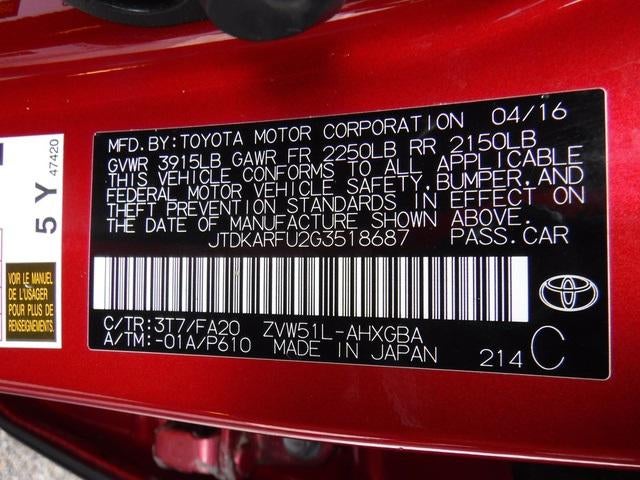 MFD. BY: TOYOTA MOTOR CORPORATION 04/16
GVWR 3915LB GAWR FR 2250LB RR 2150LB
THIS VEHICLE CONFORMS TO ALL APPLICABLE
FEDERAL MOTOR VEHICLE SAFETY, BUMPER, AND
THEFT PREVENTION STANDARDS IN EFFECT ON
THE DATE OF MANUFACTURE SHOWN ABOVE.
JTDKARFU2G3518687 PASS. CAR
C/TR: 3T7/FA20 ZVW51L-AHXGBA
A/TM: -01A/P610 MADE IN JAPAN 214 C
5 Y 47420
VOIR LE MANUEL
DE L'USAGER
POUR PLUS DE
RENSEIGNEMENTS.